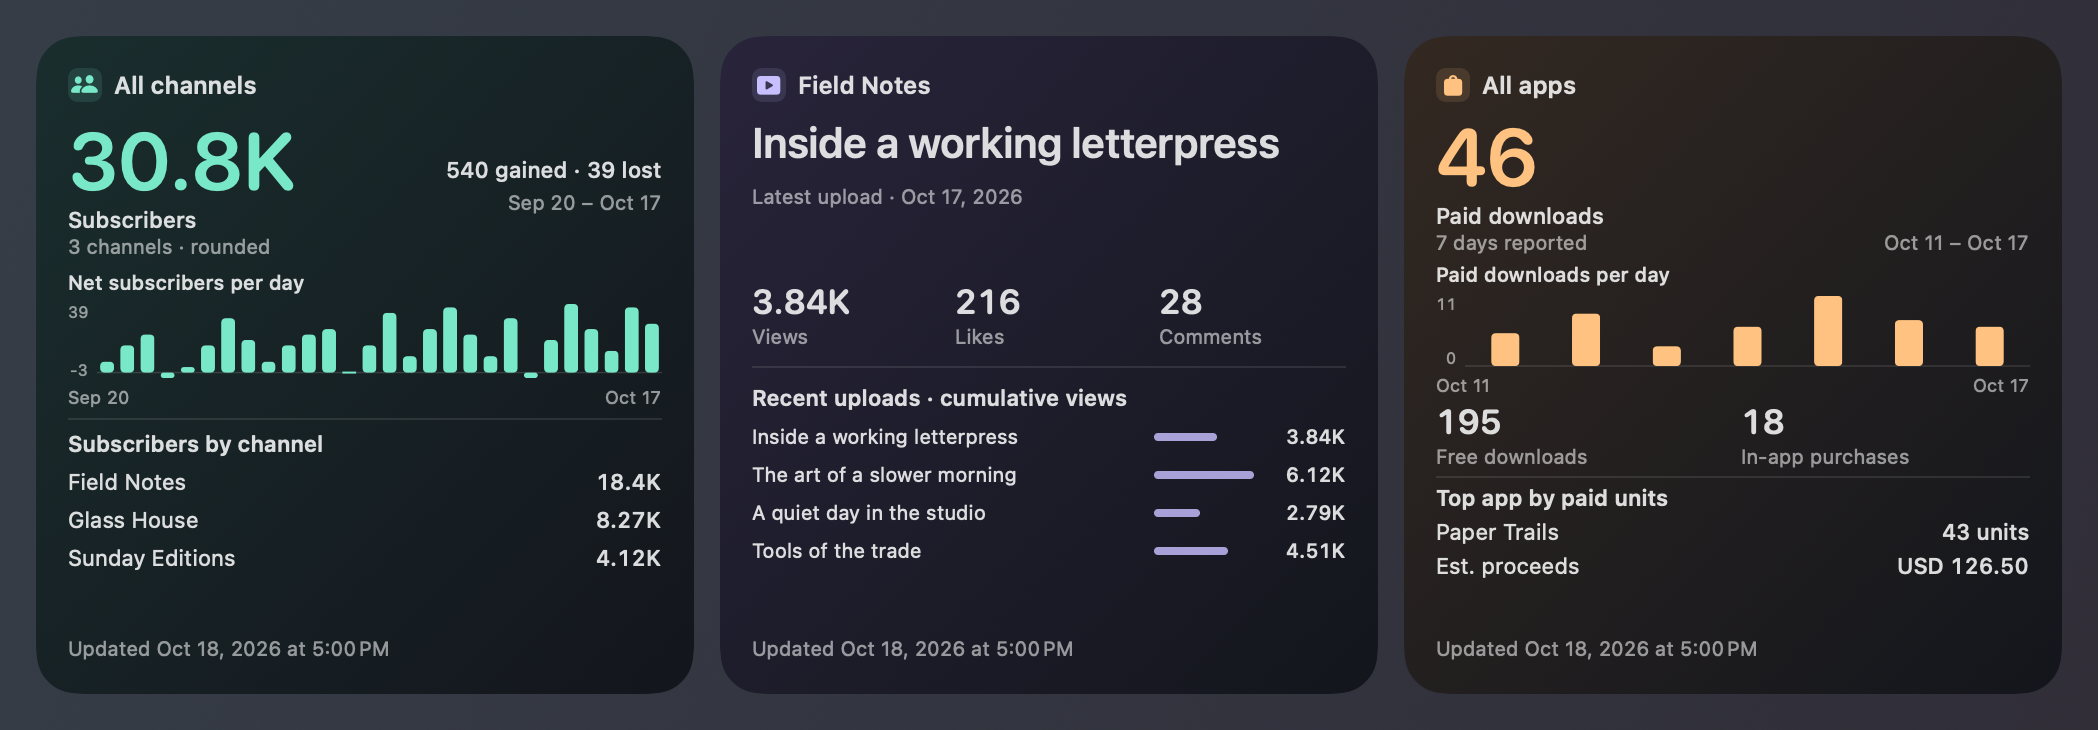 All channels
30.8K
540 gained · 39 lost
Sep 20 – Oct 17
Subscribers
3 channels · rounded
Net subscribers per day
39
-3
Sep 20
Oct 17
Subscribers by channel
Field Notes 18.4K
Glass House 8.27K
Sunday Editions 4.12K
Updated Oct 18, 2026 at 5:00 PM
Field Notes
Inside a working letterpress
Latest upload · Oct 17, 2026
3.84K 216 28
Views Likes Comments
Recent uploads · cumulative views
Inside a working letterpress 3.84K
The art of a slower morning 6.12K
A quiet day in the studio 2.79K
Tools of the trade 4.51K
Updated Oct 18, 2026 at 5:00 PM
All apps
46
Paid downloads
7 days reported Oct 11 – Oct 17
Paid downloads per day
11
0
Oct 11 Oct 17
195 18
Free downloads In-app purchases
Top app by paid units
Paper Trails 43 units
Est. proceeds USD 126.50
Updated Oct 18, 2026 at 5:00 PM